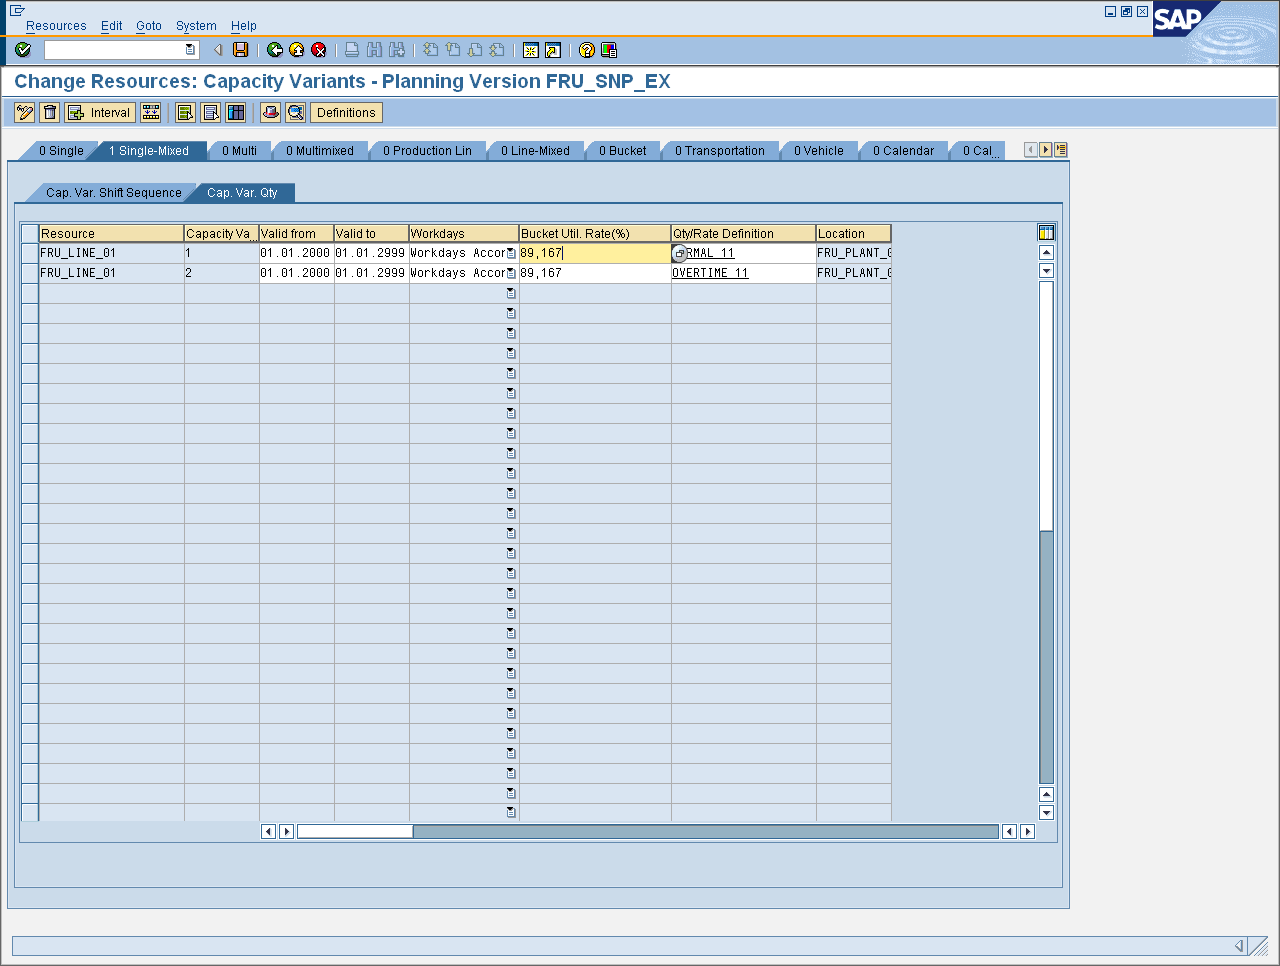 Resources Edit Goto System Help
SAP
Change Resources: Capacity Variants - Planning Version FRU_SNP_EX
Interval Definitions
0 Single 1 Single-Mixed 0 Multi 0 Multimixed 0 Production Lin 0 Line-Mixed 0 Bucket 0 Transportation 0 Vehicle 0 Calendar 0 Cal...
Cap. Var. Shift Sequence Cap. Var. Qty
Resource Capacity Va... Valid from Valid to Workdays Bucket Util. Rate(%) Qty/Rate Definition Location
FRU_LINE_01 1 01.01.2000 01.01.2999 Workdays Accor 89,167 RMAL_11 FRU_PLANT_0
FRU_LINE_01 2 01.01.2000 01.01.2999 Workdays Accor 89,167 OVERTIME_11 FRU_PLANT_0